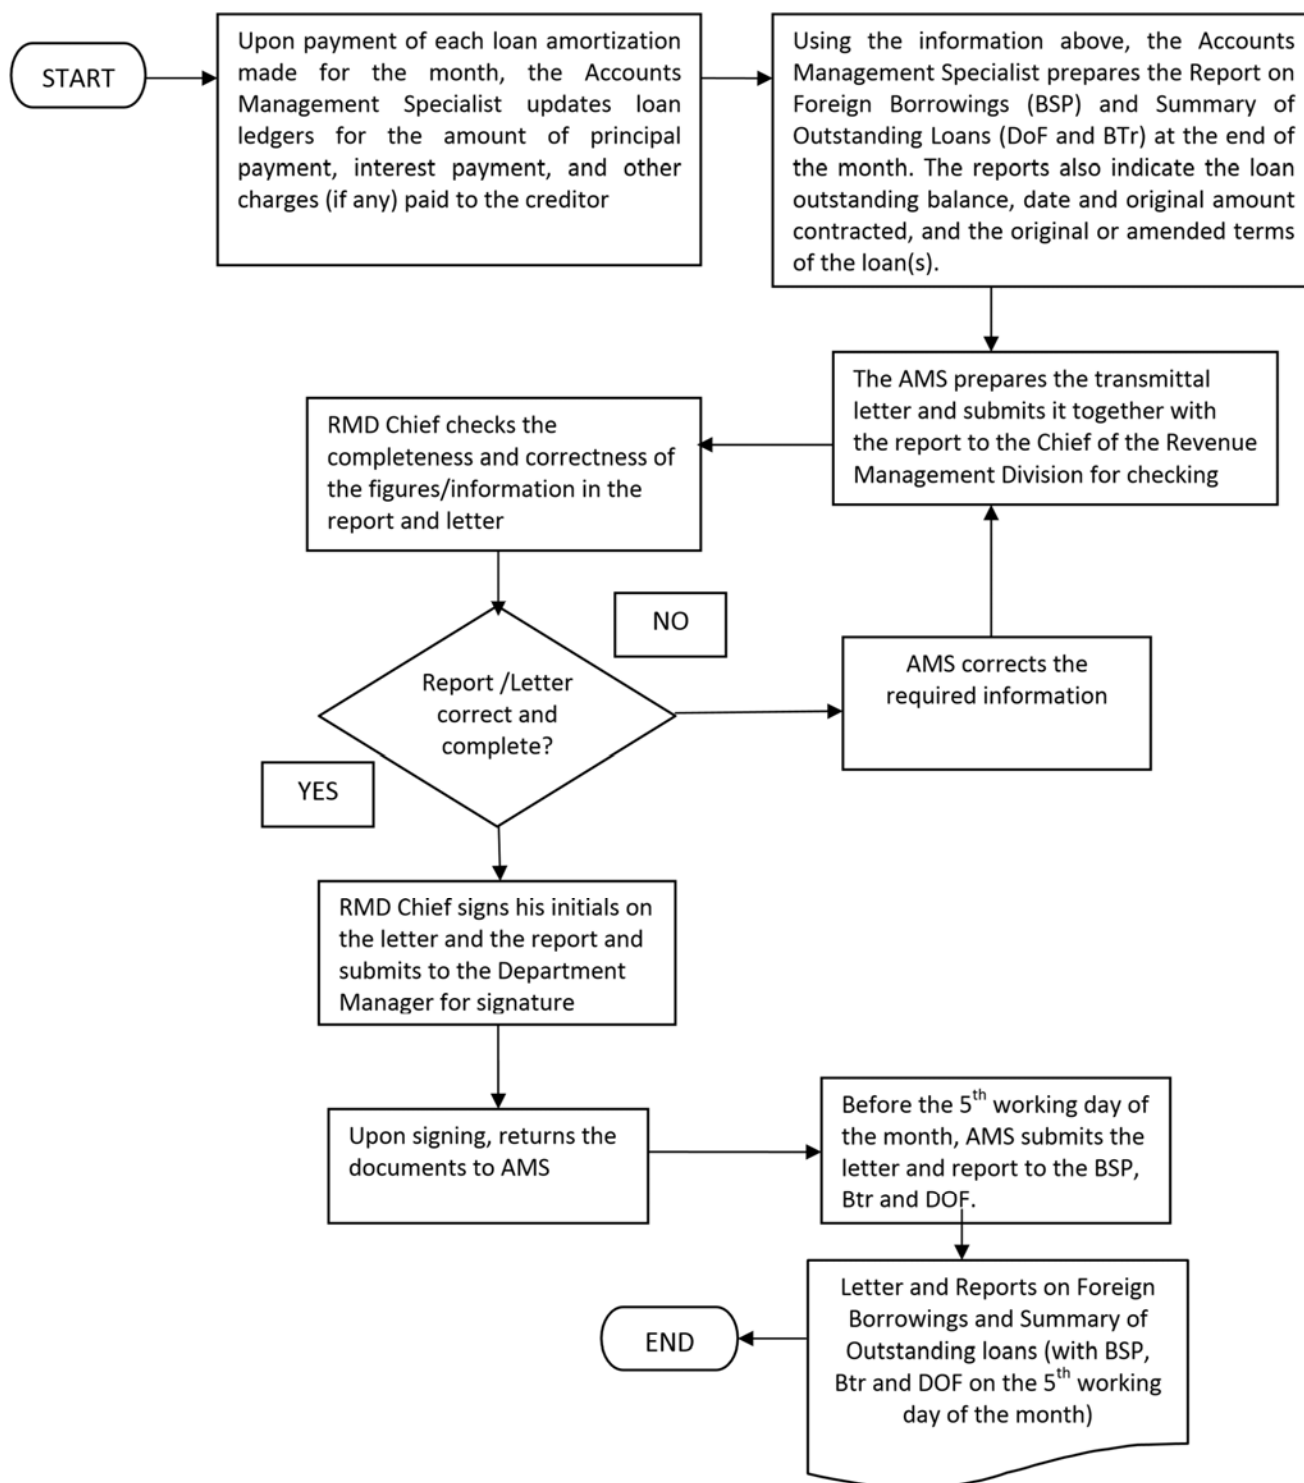 START
Upon payment of each loan amortization
made for the month, the Accounts
Management Specialist updates loan
ledgers for the amount of principal
payment, interest payment, and other
charges (if any) paid to the creditor
Using the information above, the Accounts
Management Specialist prepares the Report on
Foreign Borrowings (BSP) and Summary of
Outstanding Loans (DoF and BTr) at the end of
the month. The reports also indicate the loan
outstanding balance, date and original amount
contracted, and the original or amended terms
of the loan(s).
The AMS prepares the transmittal
letter and submits it together with
the report to the Chief of the Revenue
Management Division for checking
RMD Chief checks the
completeness and correctness of
the figures/information in the
report and letter
Report /Letter
correct and
complete?
NO
AMS corrects the
required information
YES
RMD Chief signs his initials on
the letter and the report and
submits to the Department
Manager for signature
Upon signing, returns the
documents to AMS
Before the 5th working day of
the month, AMS submits the
letter and report to the BSP,
Btr and DOF.
Letter and Reports on Foreign
Borrowings and Summary of
Outstanding loans (with BSP,
Btr and DOF on the 5th working
day of the month)
END